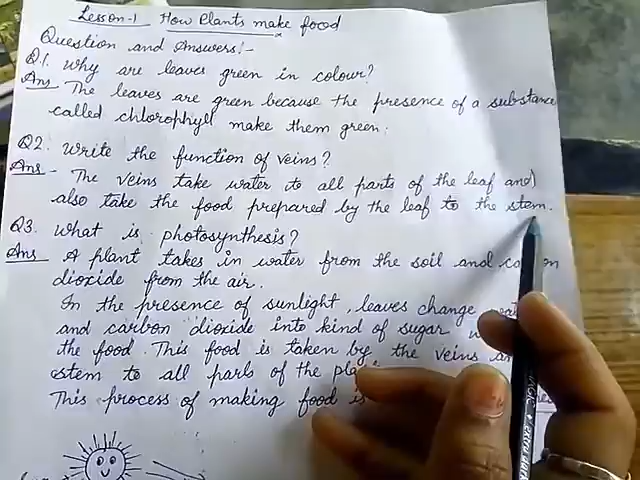 Lesson-1 How Plants make food
Question and Answers:-
Q.1. Why are leaves green in colour?
Ans The leaves are green because the presence of a substance
called chlorophyll make them green.
Q2. Write the function of veins?
Ans - The veins take water to all parts of the leaf and
also take the food prepared by the leaf to the stem.
Q3. What is photosynthesis?
Ans A plant takes in water from the soil and
dioxide from the air.
In the presence of sunlight, leaves change
and carbon dioxide into kind of sugar
the food. This food is taken by the veins
stem to all parts of the
This process of making food is